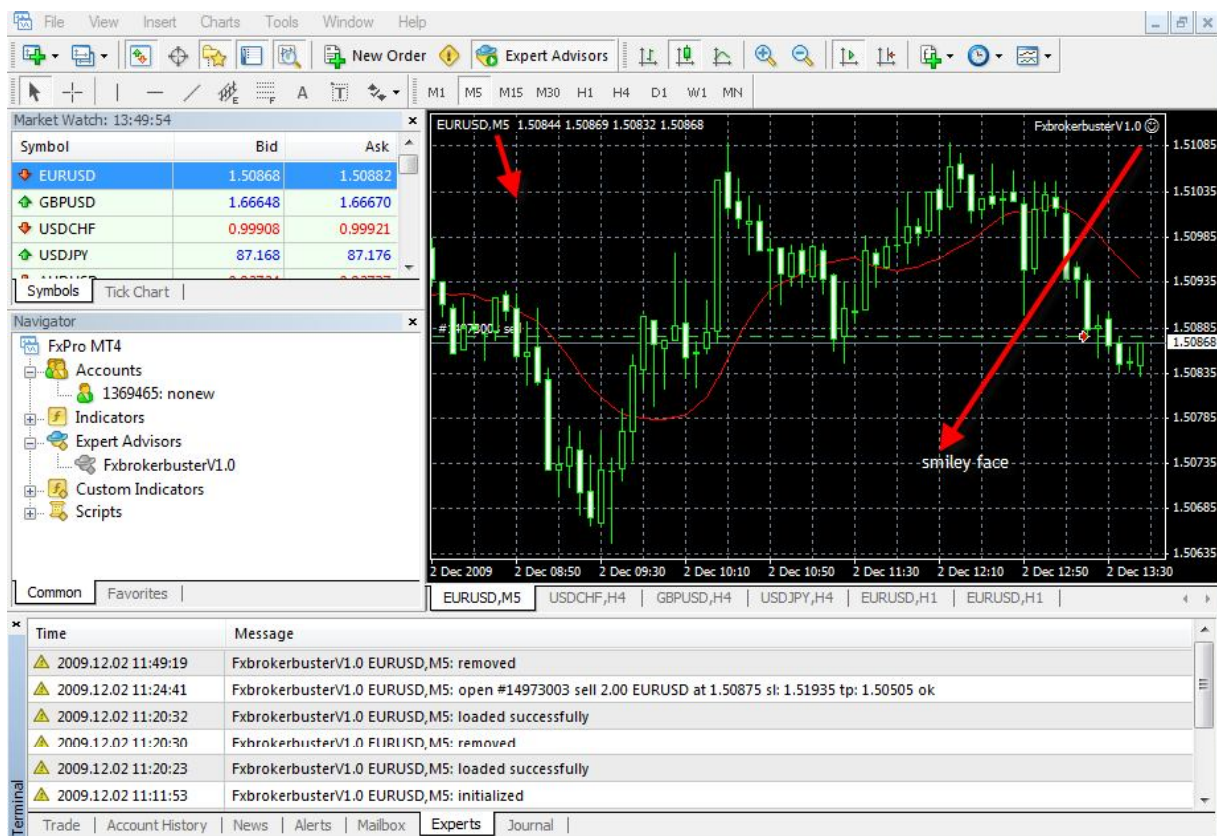 File View Insert Charts Tools Window Help
New Order Expert Advisors
A T M1 M5 M15 M30 H1 H4 D1 W1 MN
Market Watch: 13:49:54
Symbol Bid Ask
EURUSD 1.50868 1.50882
GBPUSD 1.66648 1.66670
USDCHF 0.99908 0.99921
USDJPY 87.168 87.176
Symbols Tick Chart
Navigator
FxPro MT4
Accounts
1369465: nonew
Indicators
Expert Advisors
FxbrokerbusterV1.0
Custom Indicators
Scripts
Common Favorites
EURUSD,M5 1.50844 1.50869 1.50832 1.50868
FxbrokerbusterV1.0
1.51085
1.51035
1.50985
1.50935
1.50885
#14973003 sell
1.50868
1.50835
1.50785
smiley face
1.50735
1.50685
1.50635
2 Dec 2009 2 Dec 08:50 2 Dec 09:30 2 Dec 10:10 2 Dec 10:50 2 Dec 11:30 2 Dec 12:10 2 Dec 12:50 2 Dec 13:30
EURUSD,M5 USDCHF,H4 GBPUSD,H4 USDJPY,H4 EURUSD,H1 EURUSD,H1
Time Message
2009.12.02 11:49:19 FxbrokerbusterV1.0 EURUSD,M5: removed
2009.12.02 11:24:41 FxbrokerbusterV1.0 EURUSD,M5: open #14973003 sell 2.00 EURUSD at 1.50875 sl: 1.51935 tp: 1.50505 ok
2009.12.02 11:20:32 FxbrokerbusterV1.0 EURUSD,M5: loaded successfully
2009.12.02 11:20:30 FxbrokerbusterV1.0 EURUSD,M5: removed
2009.12.02 11:20:23 FxbrokerbusterV1.0 EURUSD,M5: loaded successfully
2009.12.02 11:11:53 FxbrokerbusterV1.0 EURUSD,M5: initialized
Terminal
Trade Account History News Alerts Mailbox Experts Journal